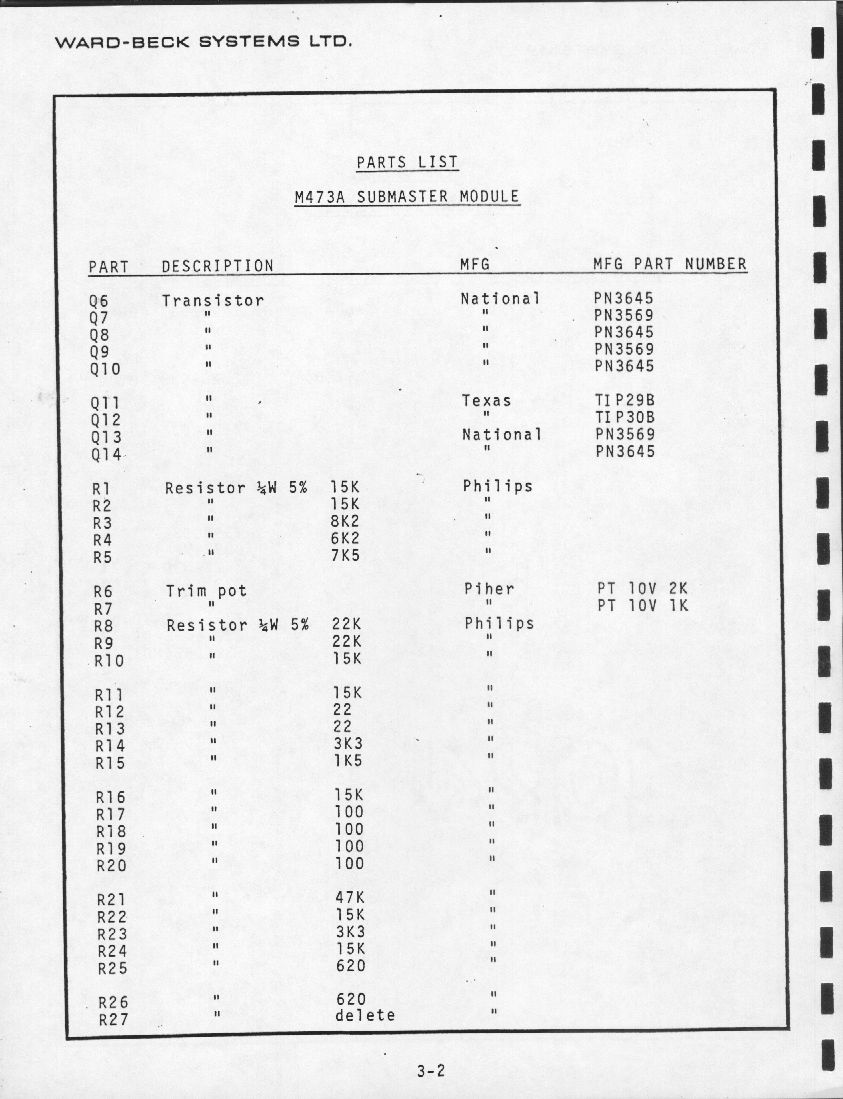 WARD-BECK SYSTEMS LTD.
PARTS LIST
M473A SUBMASTER MODULE
PART DESCRIPTION MFG MFG PART NUMBER
Q6 Transistor National PN3645
Q7 " " PN3569
Q8 " " PN3645
Q9 " " PN3569
Q10 " " PN3645
Q11 " Texas TIP29B
Q12 " " TIP30B
Q13 " National PN3569
Q14 " " PN3645
R1 Resistor ¼W 5% 15K Philips
R2 " 15K "
R3 " 8K2 "
R4 " 6K2 "
R5 " 7K5 "
R6 Trim pot Piher PT 10V 2K
R7 " " PT 10V 1K
R8 Resistor ¼W 5% 22K Philips
R9 " 22K "
R10 " 15K "
R11 " 15K "
R12 " 22 "
R13 " 22 "
R14 " 3K3 "
R15 " 1K5 "
R16 " 15K "
R17 " 100 "
R18 " 100 "
R19 " 100 "
R20 " 100 "
R21 " 47K "
R22 " 15K "
R23 " 3K3 "
R24 " 15K "
R25 " 620 "
R26 " 620 "
R27 " delete "
3-2